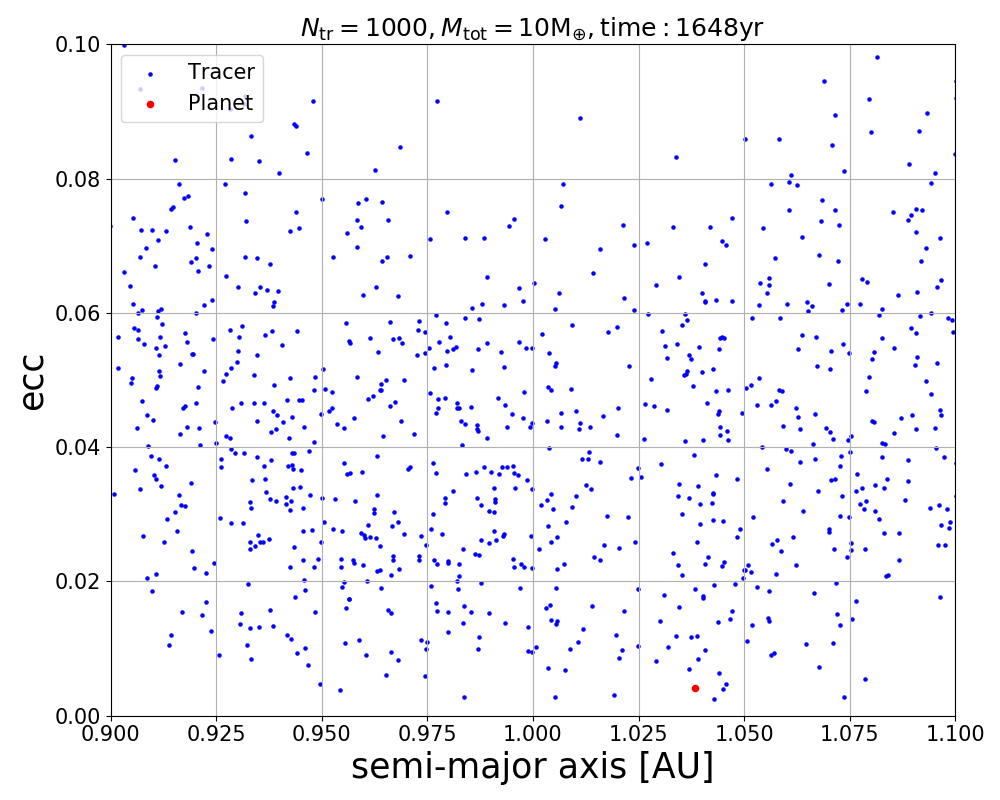 N_tr = 1000, M_tot = 10M_⊕, time : 1648yr
Tracer
Planet
ecc
0.10
0.08
0.06
0.04
0.02
0.00
0.900 0.925 0.950 0.975 1.000 1.025 1.050 1.075 1.100
semi-major axis [AU]